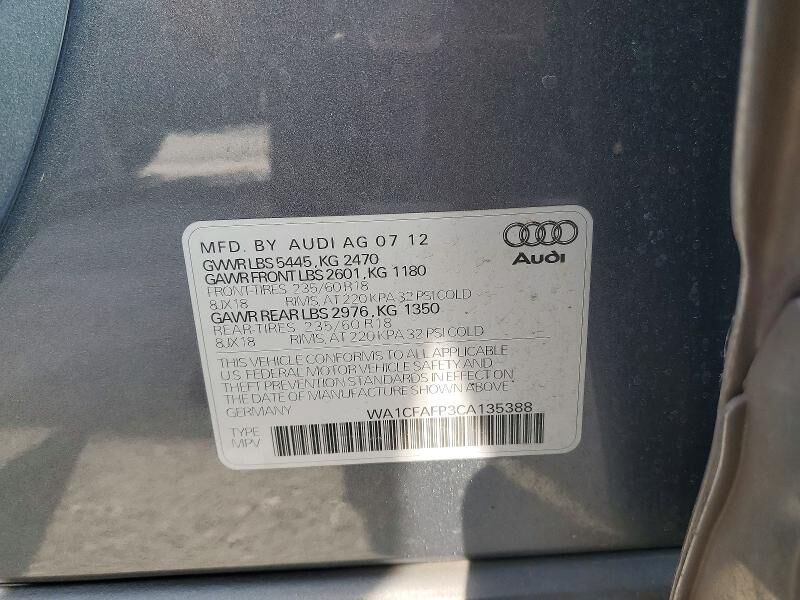 MFD. BY AUDI AG 07 12
GVWR LBS 5445, KG 2470
GAWR FRONT LBS 2601, KG 1180
FRONT-TIRES 235/60 R18
8JX18 RIMS, AT 220 KPA 32 PSI COLD
GAWR REAR LBS 2976, KG 1350
REAR-TIRES 235/60 R18
8JX18 RIMS, AT 220 KPA 32 PSI COLD
THIS VEHICLE CONFORMS TO ALL APPLICABLE
U.S FEDERAL MOTOR VEHICLE SAFETY AND
THEFT PREVENTION STANDARDS IN EFFECT ON
THE DATE OF MANUFACTURE SHOWN ABOVE"
GERMANY WA1CFAFP3CA135388
TYPE
MPV
Audi